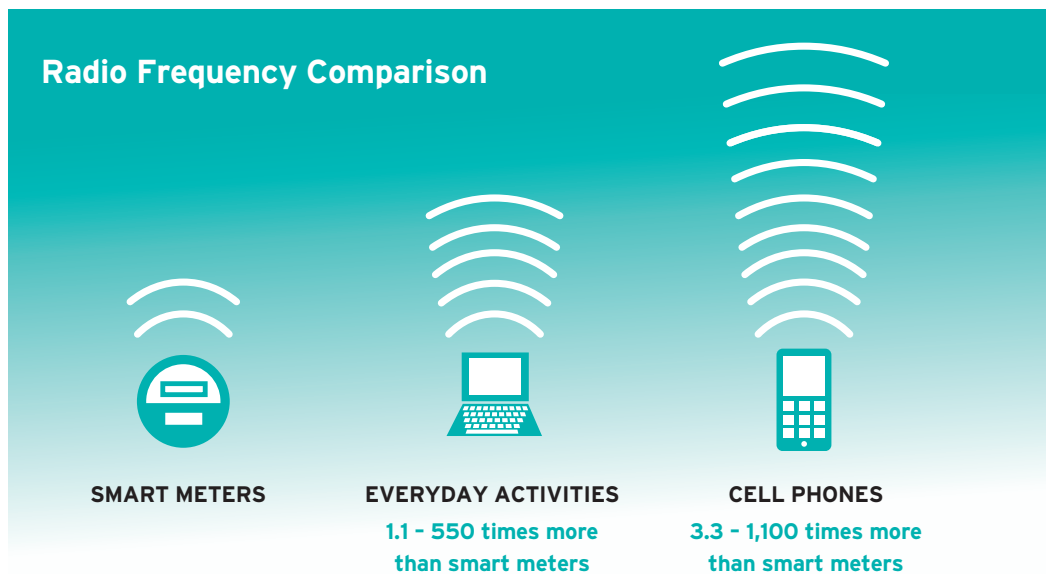 Radio Frequency Comparison
SMART METERS
EVERYDAY ACTIVITIES
1.1 – 550 times more
than smart meters
CELL PHONES
3.3 – 1,100 times more
than smart meters